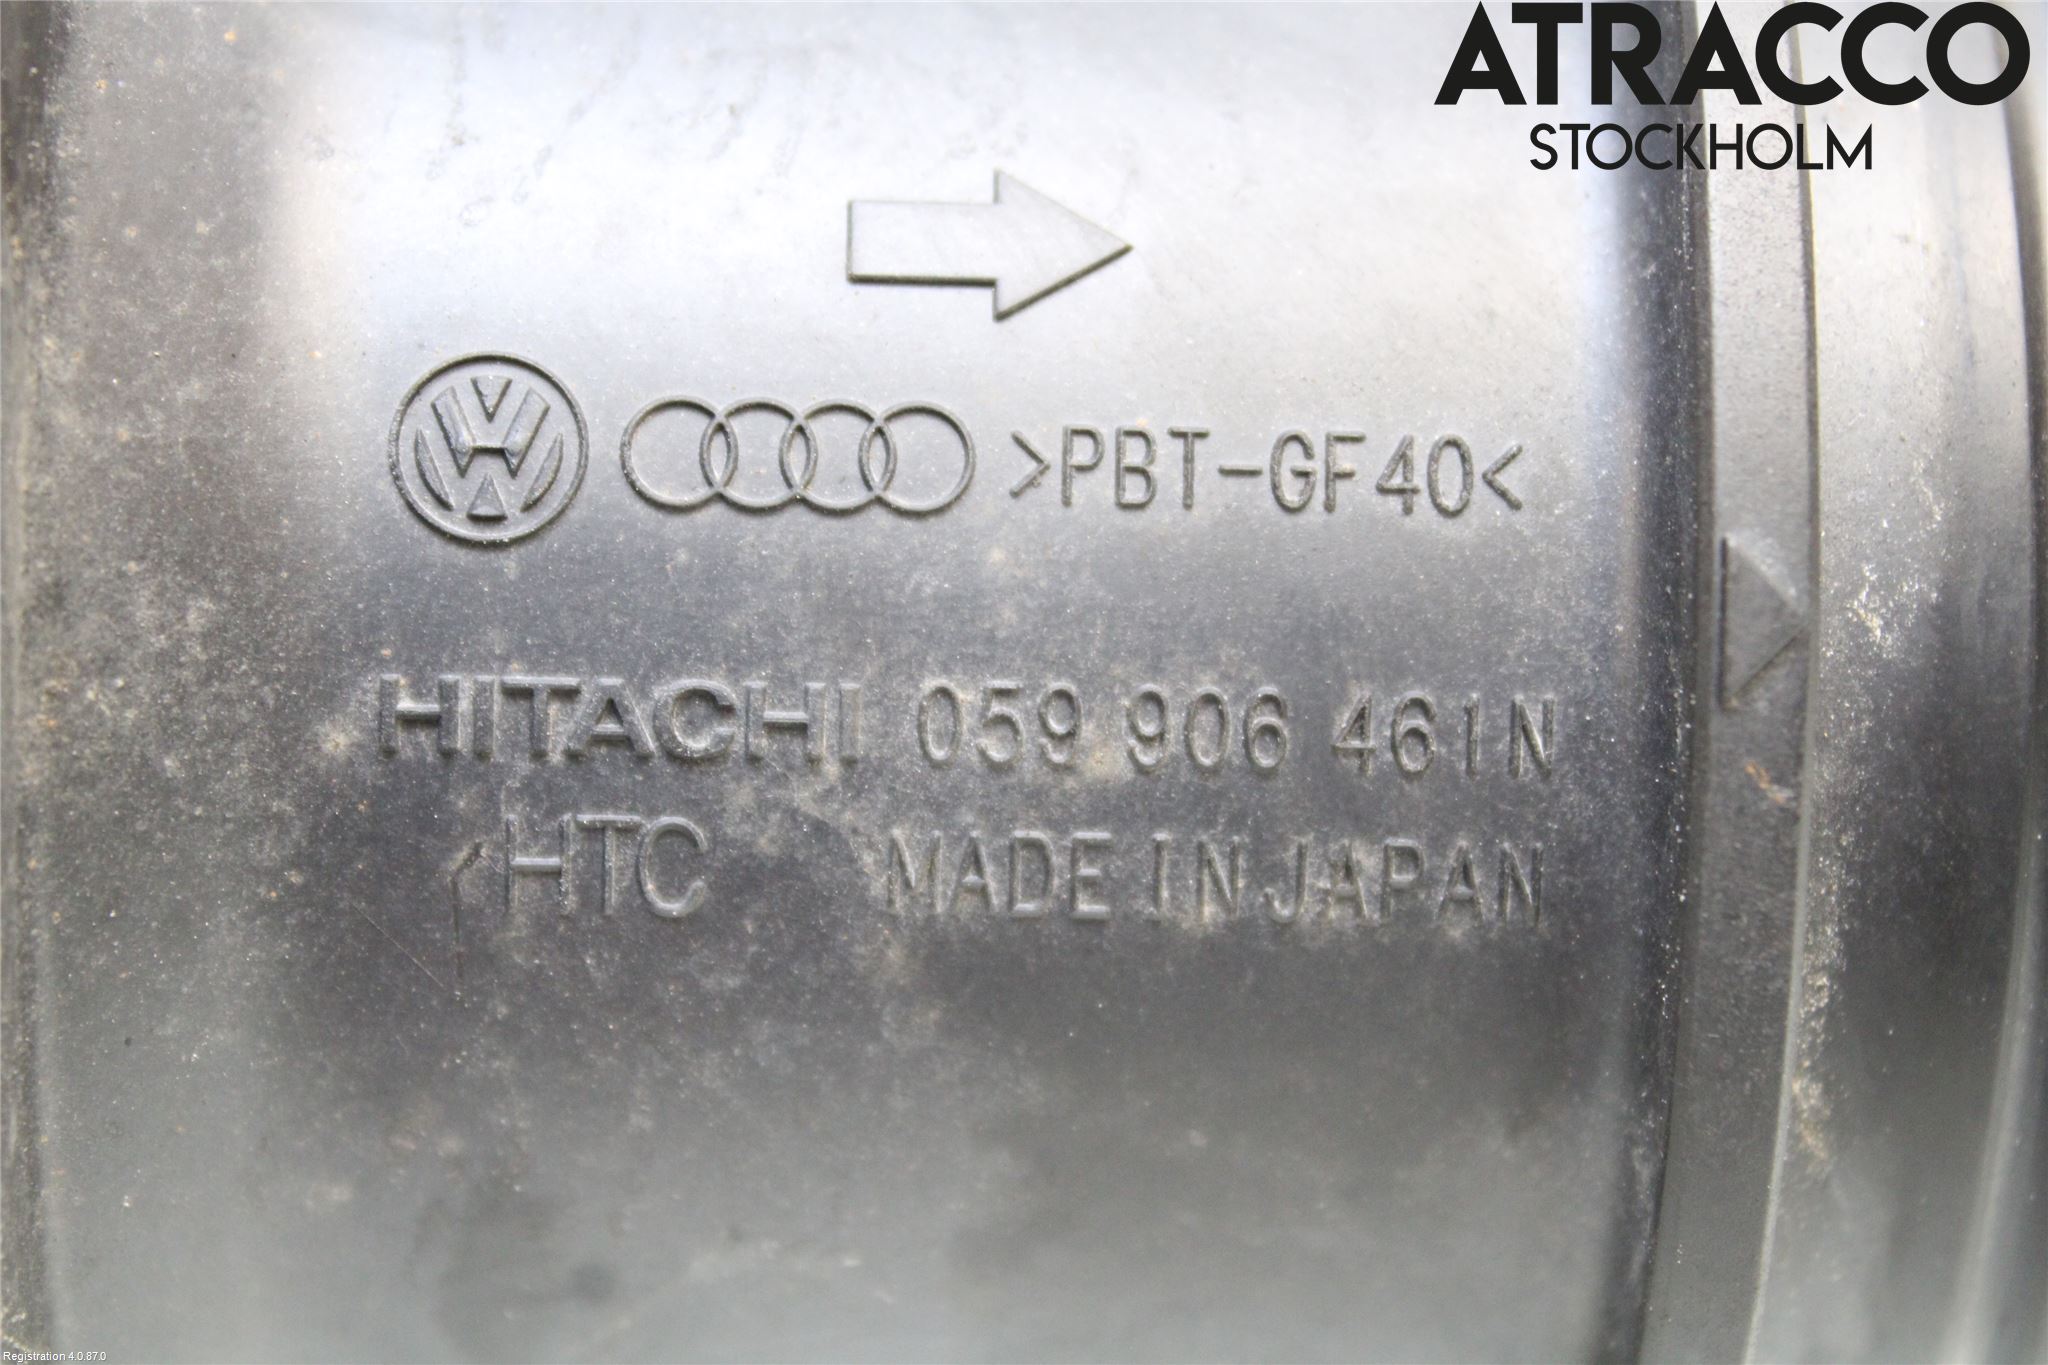 ATRACCO
STOCKHOLM
>PBT-GF40<
HITACHI 059 906 461N
HTC MADE IN JAPAN
Registration 4.0.87.0